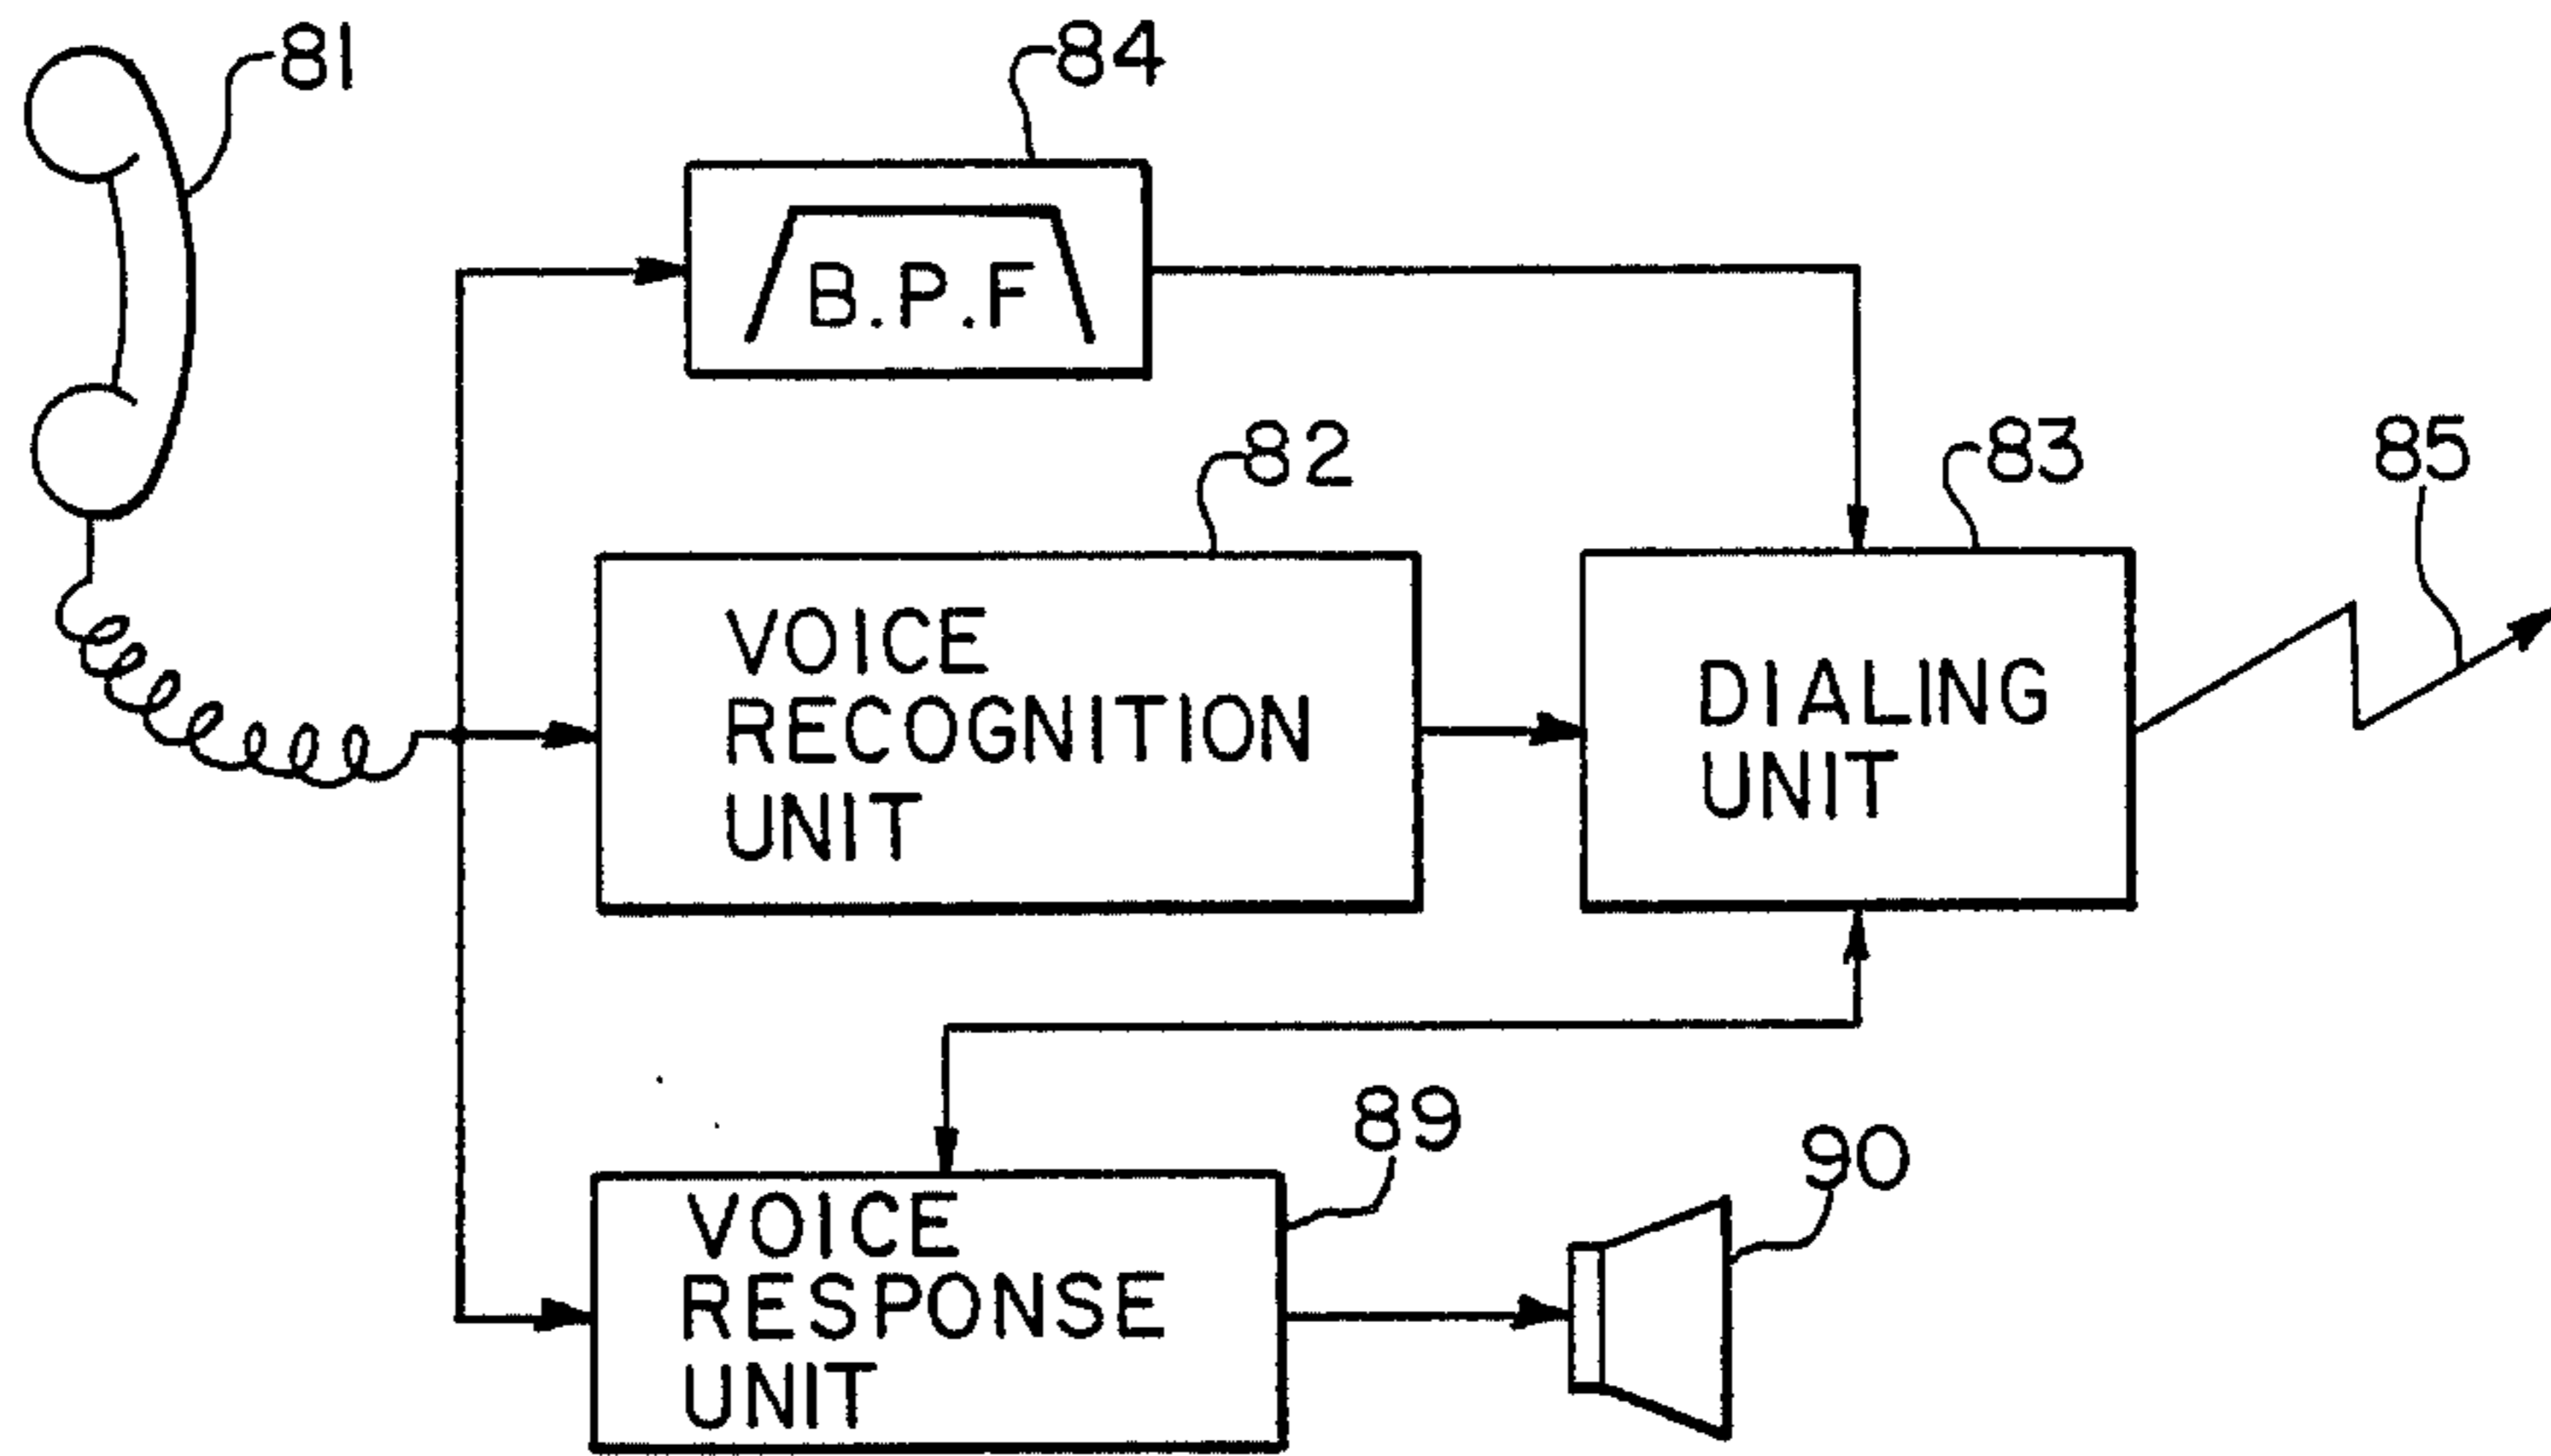 81
84
B.P.F
82
83
85
VOICE
RECOGNITION
UNIT
DIALING
UNIT
89
90
VOICE
RESPONSE
UNIT